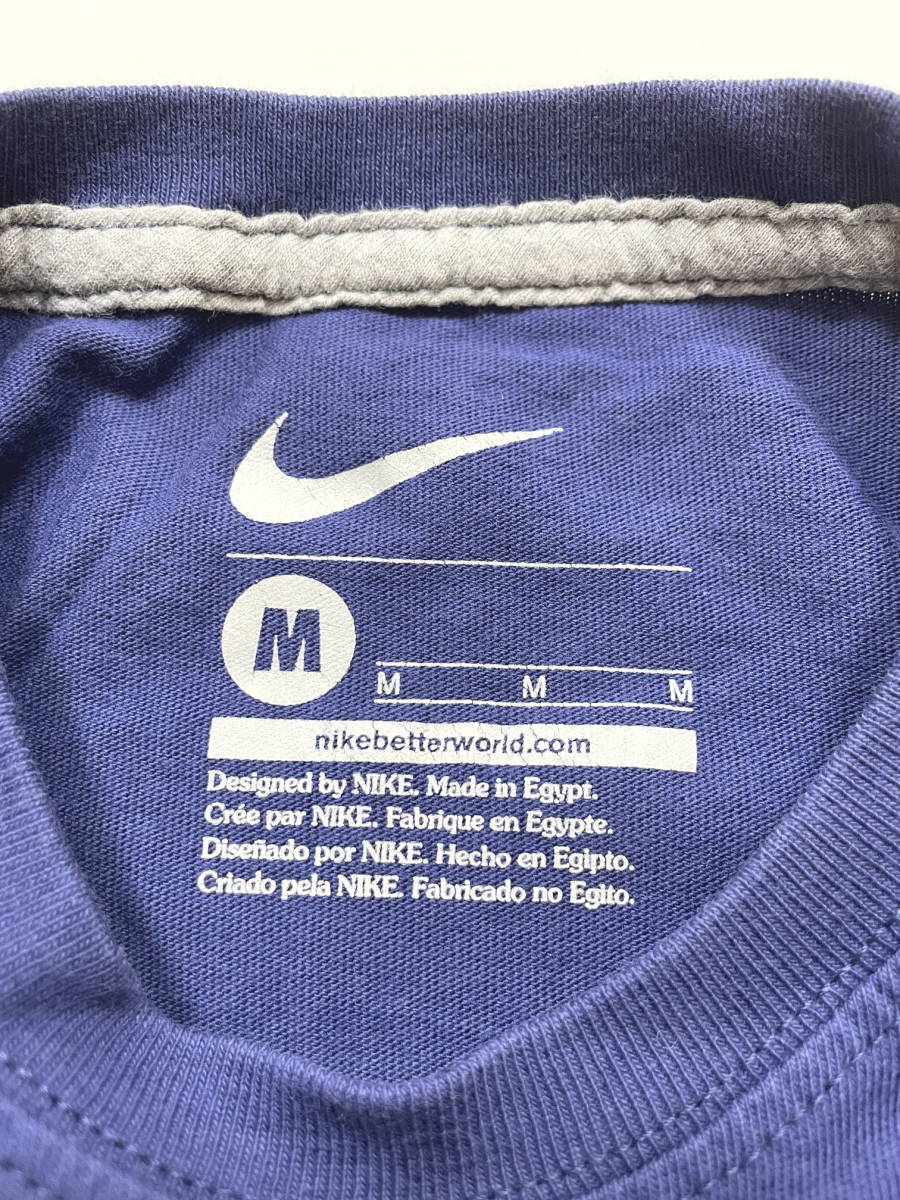 M
M M M
nikebetterworld.com
Designed by NIKE. Made in Egypt.
Crée par NIKE. Fabrique en Egypte.
Diseñado por NIKE. Hecho en Egipto.
Criado pela NIKE. Fabricado no Egito.